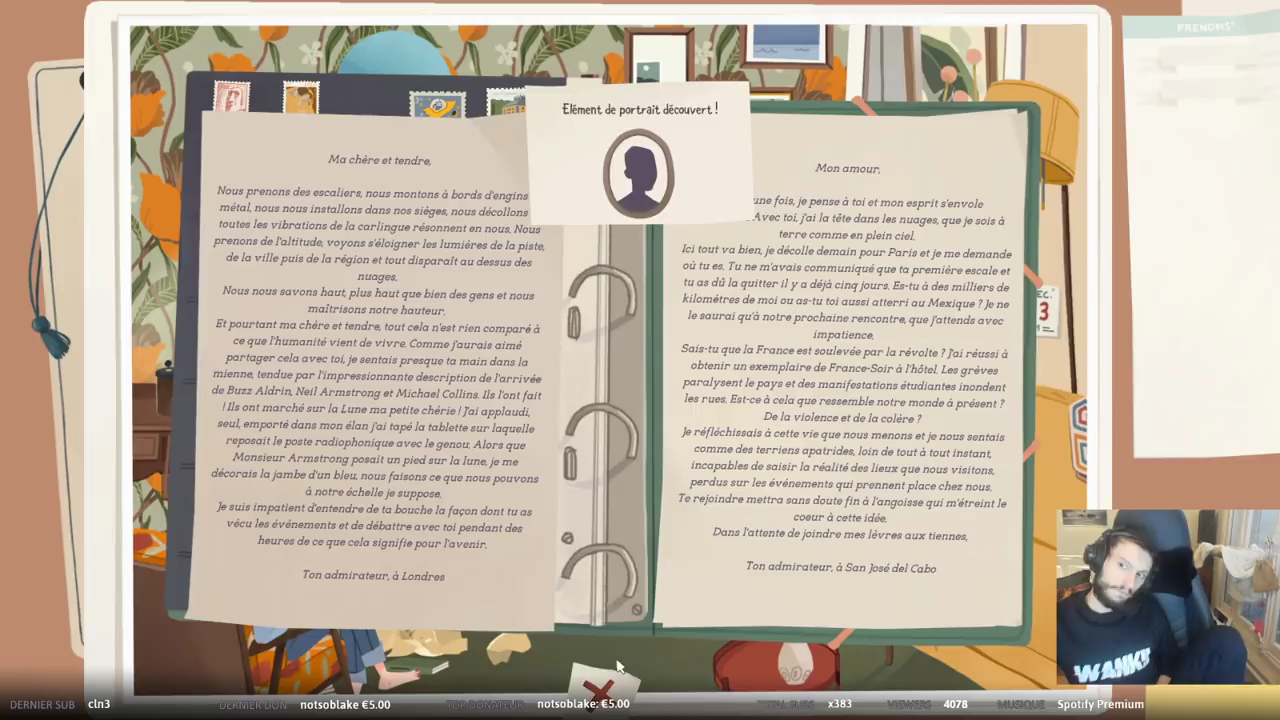 PRENOMS*
Elément de portrait découvert !
Ma chère et tendre,
Nous prenons des escaliers, nous montons à bords d'engins
métal, nous nous installons dans nos sièges, nous décollons
toutes les vibrations de la carlingue résonnent en nous. Nous
prenons de l'altitude, voyons s'éloigner les lumières de la piste,
de la ville puis de la région et tout disparaît au dessus des
nuages.
Nous nous savons haut, plus haut que bien des gens et nous
maîtrisons notre hauteur.
Et pourtant ma chère et tendre, tout cela n'est rien comparé à
ce que l'humanité vient de vivre. Comme j'aurais aimé
partager cela avec toi, je sentais presque ta main dans la
mienne, tendue par l'impressionnante description de l'arrivée
de Buzz Aldrin, Neil Armstrong et Michael Collins. Ils l'ont fait
! Ils ont marché sur la Lune ma petite chérie ! J'ai applaudi,
seul, emporté dans mon élan j'ai tapé la tablette sur laquelle
reposait le poste radiophonique avec le genou. Alors que
Monsieur Armstrong posait un pied sur la lune, je me
décorais la jambe d'un bleu, nous faisons ce que nous pouvons
à notre échelle je suppose.
Je suis impatient d'entendre de ta bouche la façon dont tu as
vécu les événements et de débattre avec toi pendant des
heures de ce que cela signifie pour l'avenir.
Ton admirateur, à Londres
Mon amour,
une fois, je pense à toi et mon esprit s'envole
Avec toi, j'ai la tête dans les nuages, que je sois à
terre comme en plein ciel.
Ici tout va bien, je décolle demain pour Paris et je me demande
où tu es. Tu ne m'avais communiqué que ta première escale et
tu as dû la quitter il y a déjà cinq jours. Es-tu à des milliers de
kilomètres de moi ou as-tu toi aussi atterri au Mexique ? Je ne
le saurai qu'à notre prochaine rencontre, que j'attends avec
impatience.
Sais-tu que la France est soulevée par la révolte ? J'ai réussi à
obtenir un exemplaire de France-Soir à l'hôtel. Les grèves
paralysent le pays et des manifestations étudiantes inondent
les rues. Est-ce à cela que ressemble notre monde à présent ?
De la violence et de la colère ?
Je réfléchissais à cette vie que nous menons et je nous sentais
comme des terriens apatrides, loin de tout à tout instant,
incapables de saisir la réalité des lieux que nous visitons,
perdus sur les événements qui prennent place chez nous.
Te rejoindre mettra sans doute fin à l'angoisse qui m'étreint le
coeur à cette idée.
Dans l'attente de joindre mes lèvres aux tiennes,
Ton admirateur, à San José del Cabo
EC.
3
WANKY
DERNIER SUB cln3 DERNIER DON notsoblake €5.00 TOP DONATEUR notsoblake: €5.00 TOTAL SUBS x383 VIEWERS 4078 MUSIQUE Spotify Premium